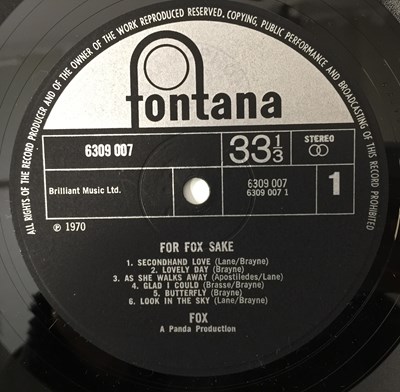 ALL RIGHTS OF THE RECORD PRODUCER AND OF THE OWNER OF THE WORK REPRODUCED RESERVED. COPYING, PUBLIC PERFORMANCE AND BROADCASTING OF THIS RECORD PROHIBITED
fontana
6309 007
33 1/3
STEREO
Brilliant Music Ltd.
6309 007
6309 007 1
1
℗ 1970
FOR FOX SAKE
1. SECONDHAND LOVE (Lane/Brayne)
2. LOVELY DAY (Brayne)
3. AS SHE WALKS AWAY (Apostiledes/Lane)
4. GLAD I COULD (Brasse/Brayne)
5. BUTTERFLY (Brayne)
6. LOOK IN THE SKY (Lane/Brayne)
FOX
A Panda Production